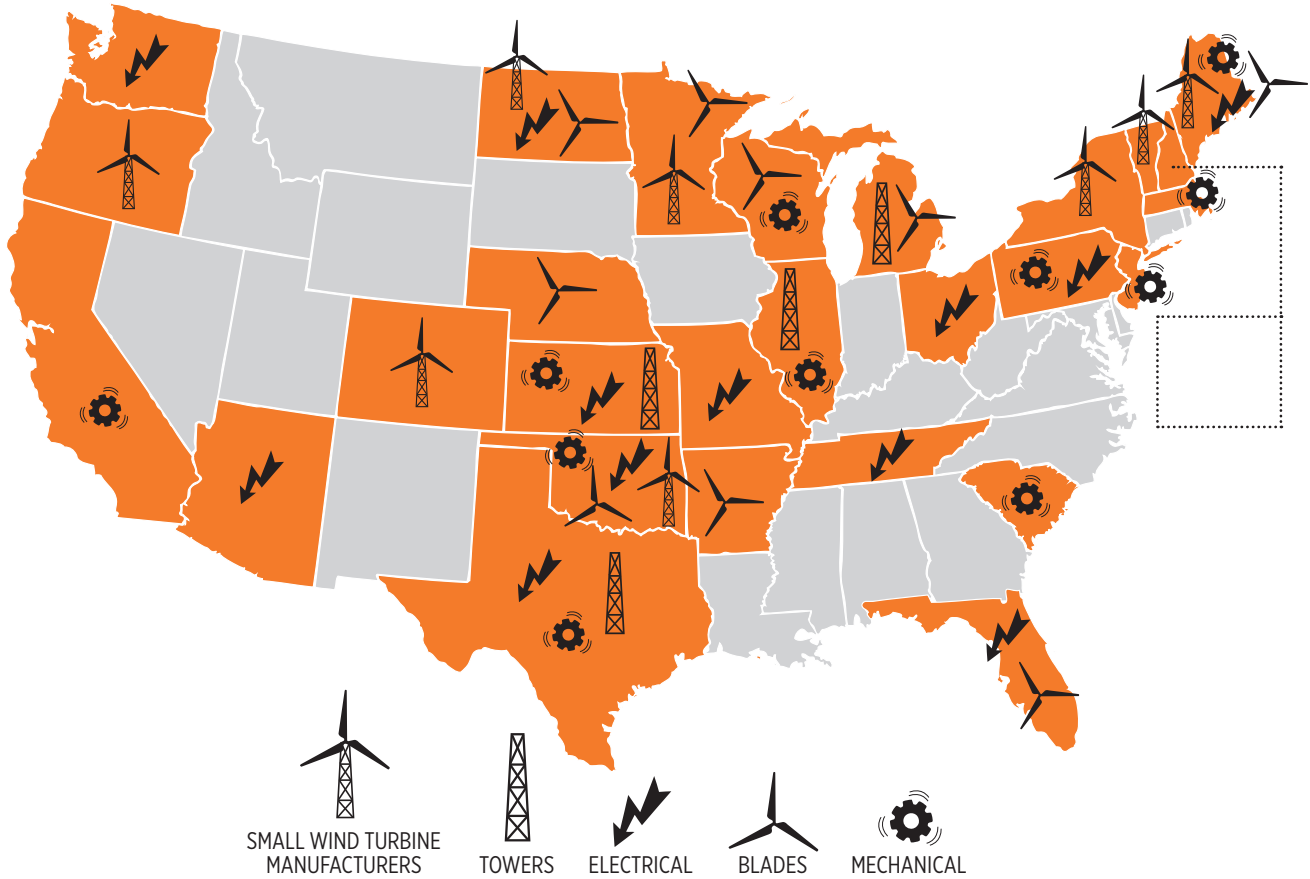 SMALL WIND TURBINE
MANUFACTURERS
TOWERS
ELECTRICAL
BLADES
MECHANICAL